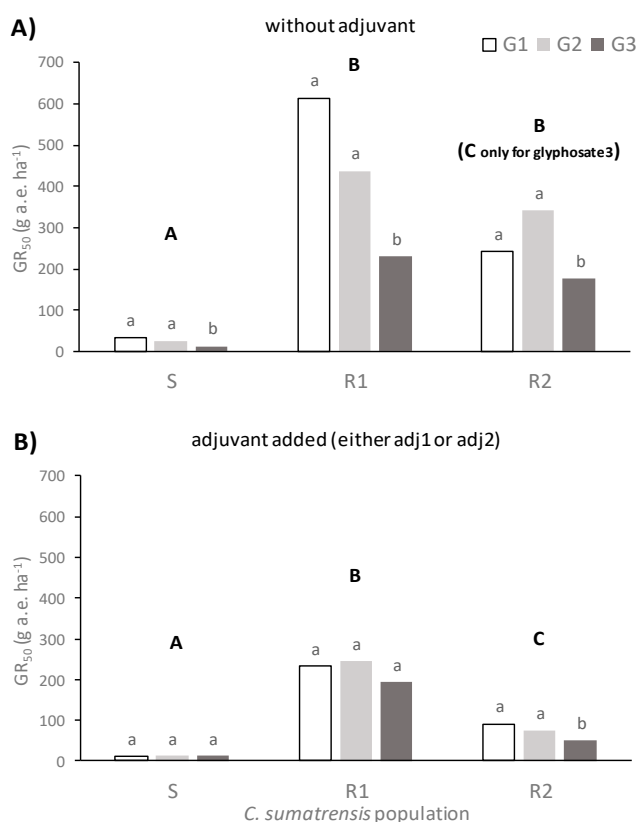 A)
without adjuvant
G1 G2 G3
700
600
500
400
300
200
100
0
GR50 (g a.e. ha-1)
A
a a b
B
a a b
B
(C only for glyphosate3)
a a b
S R1 R2
B)
adjuvant added (either adj1 or adj2)
700
600
500
400
300
200
100
0
GR50 (g a.e. ha-1)
A
a a a
B
a a a
C
a a b
S R1 R2
C. sumatrensis population